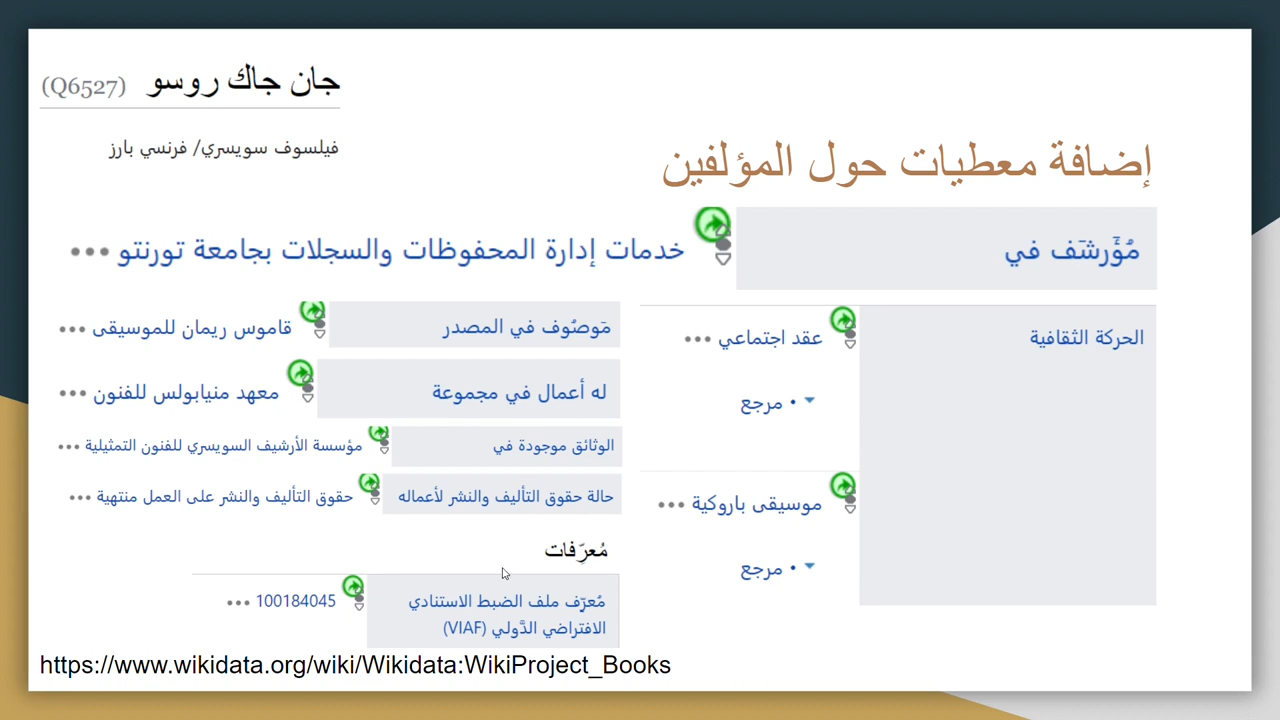 جان جاك روسو (Q6527)
فيلسوف سويسري/ فرنسي بارز
إضافة معطيات حول المؤلفين
مُؤَرشَف في
خدمات إدارة المحفوظات والسجلات بجامعة تورنتو
الحركة الثقافية
عقد اجتماعي
مرجع
موسيقى باروكية
مرجع
مَوصُوف في المصدر
قاموس ريمان للموسيقى
له أعمال في مجموعة
معهد منيابولس للفنون
الوثائق موجودة في
مؤسسة الأرشيف السويسري للفنون التمثيلية
حالة حقوق التأليف والنشر لأعماله
حقوق التأليف والنشر على العمل منتهية
مُعرّفات
مُعرِّف ملف الضبط الاستنادي
الافتراضي الدَّولي (VIAF)
100184045
https://www.wikidata.org/wiki/Wikidata:WikiProject_Books